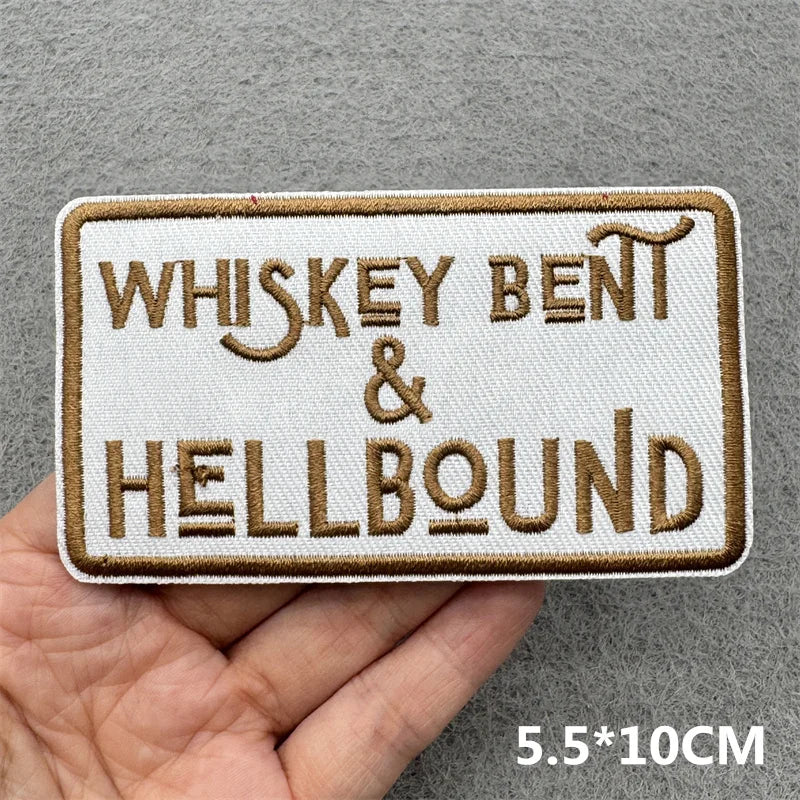 WHISKEY BENT
&
HELLBOUND
5.5*10CM